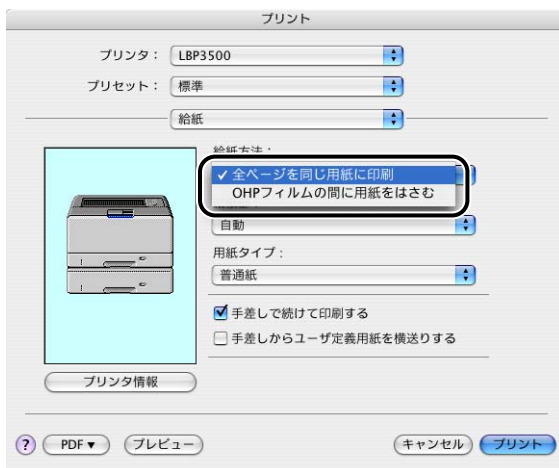 プリント
プリンタ： LBP3500
プリセット： 標準
給紙
給紙方法：
✓ 全ページを同じ用紙に印刷
OHPフィルムの間に用紙をはさむ
自動
用紙タイプ：
普通紙
手差しで続けて印刷する
手差しからユーザ定義用紙を横送りする
プリンタ情報
? PDF▼ プレビュー キャンセル プリント